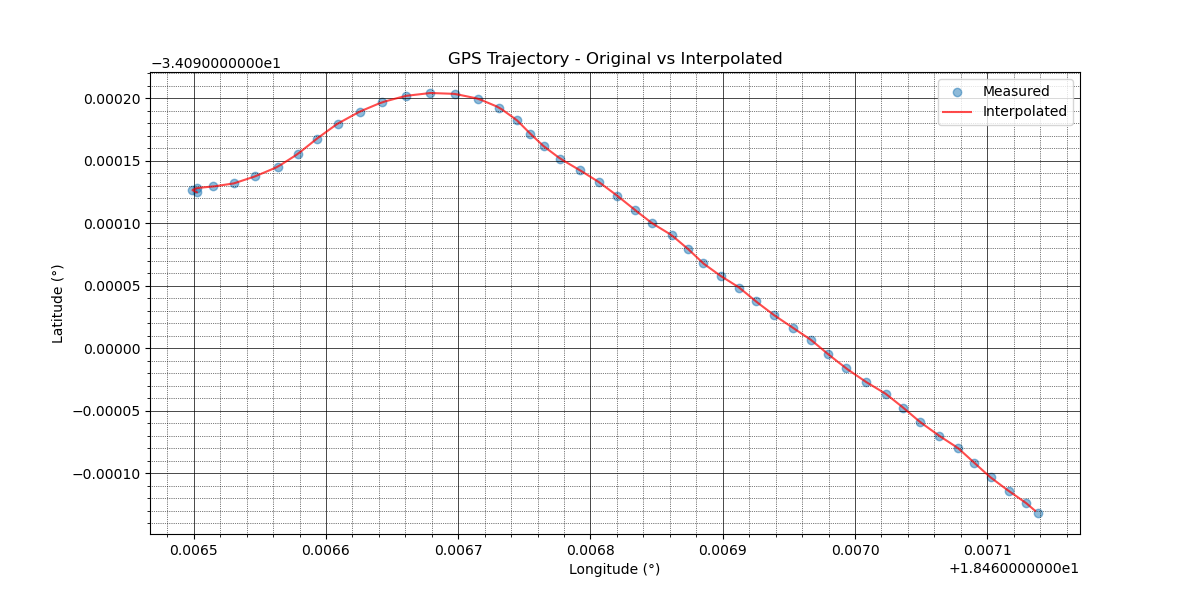 GPS Trajectory - Original vs Interpolated
−3.4090000000e1
Measured
Interpolated
0.00020
0.00015
0.00010
0.00005
0.00000
−0.00005
−0.00010
Latitude (°)
0.0065 0.0066 0.0067 0.0068 0.0069 0.0070 0.0071
Longitude (°)
+1.8460000000e1